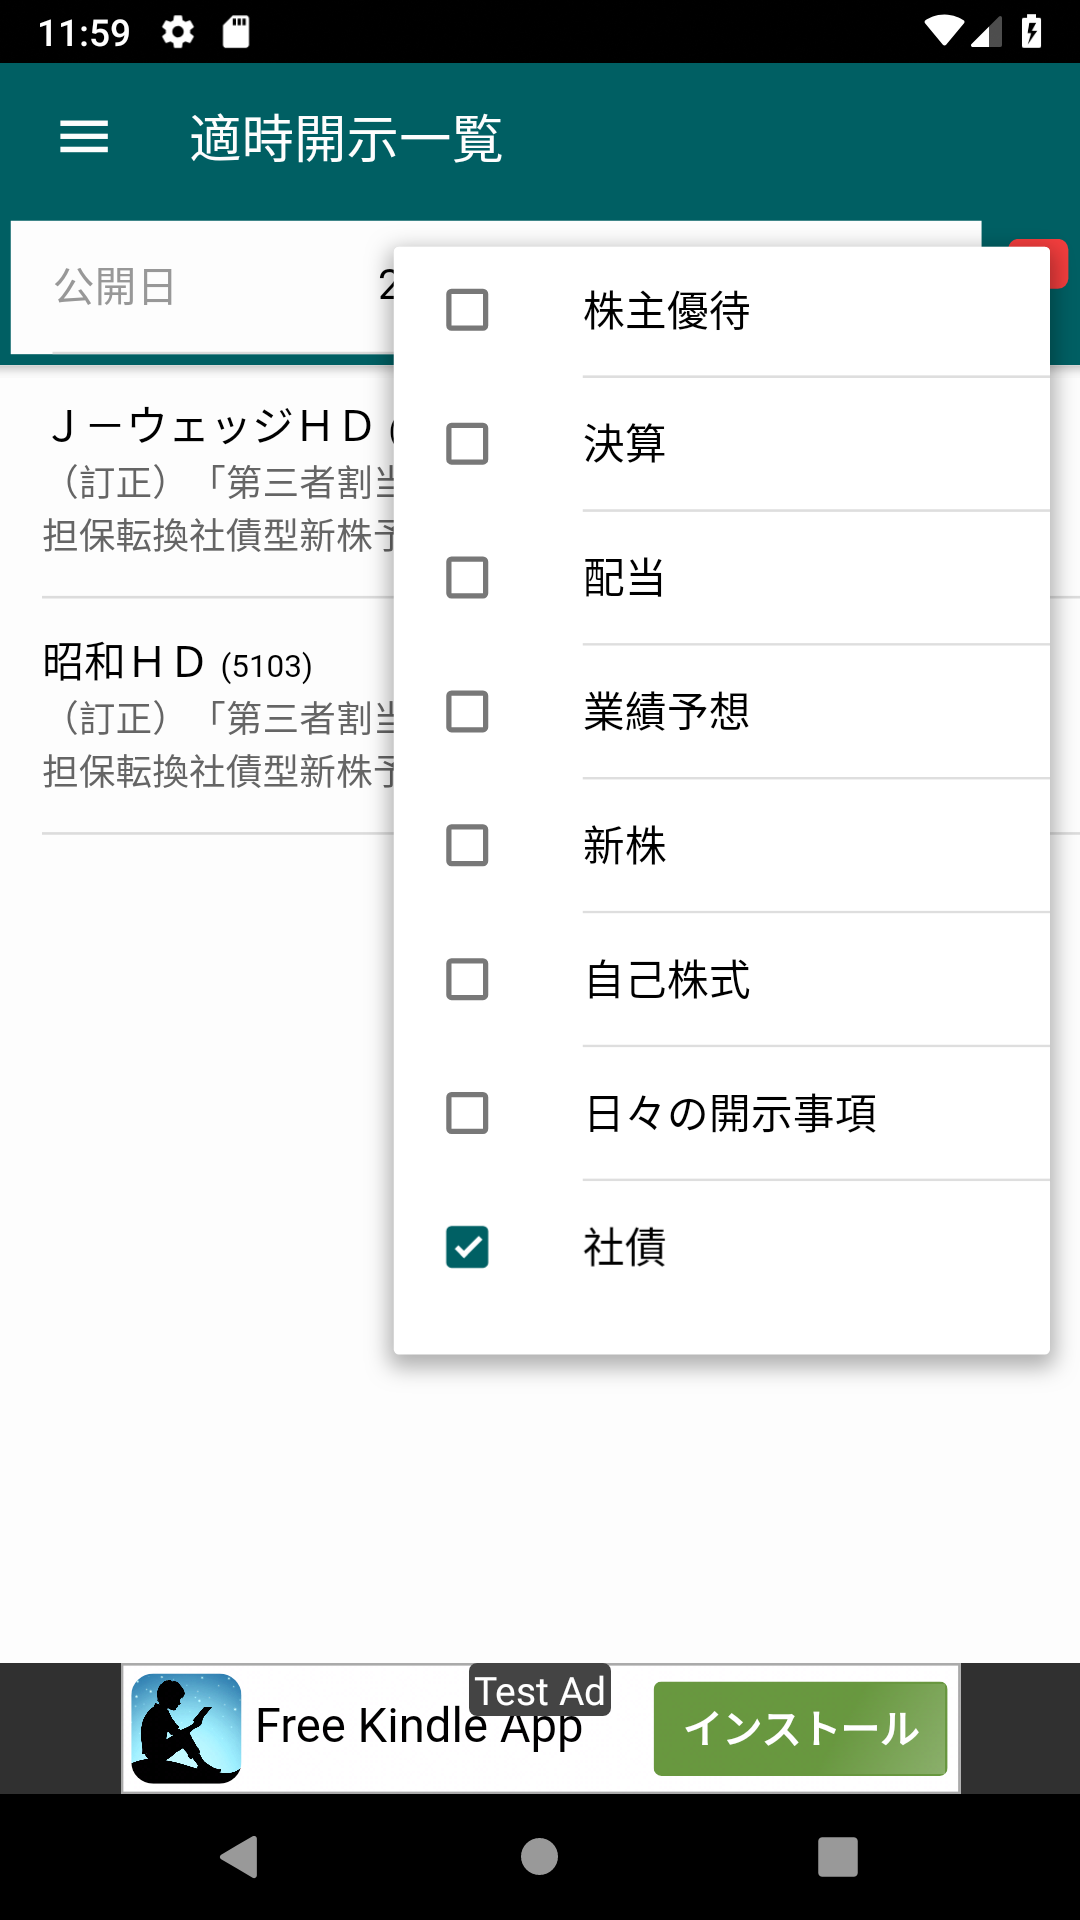 11:59
適時開示一覧
公開日
2
株主優待
決算
配当
業績予想
新株
自己株式
日々の開示事項
社債
Ｊ－ウェッジＨＤ (
（訂正）「第三者割当
担保転換社債型新株予
昭和ＨＤ (5103)
（訂正）「第三者割当
担保転換社債型新株予
Test Ad
Free Kindle App
インストール